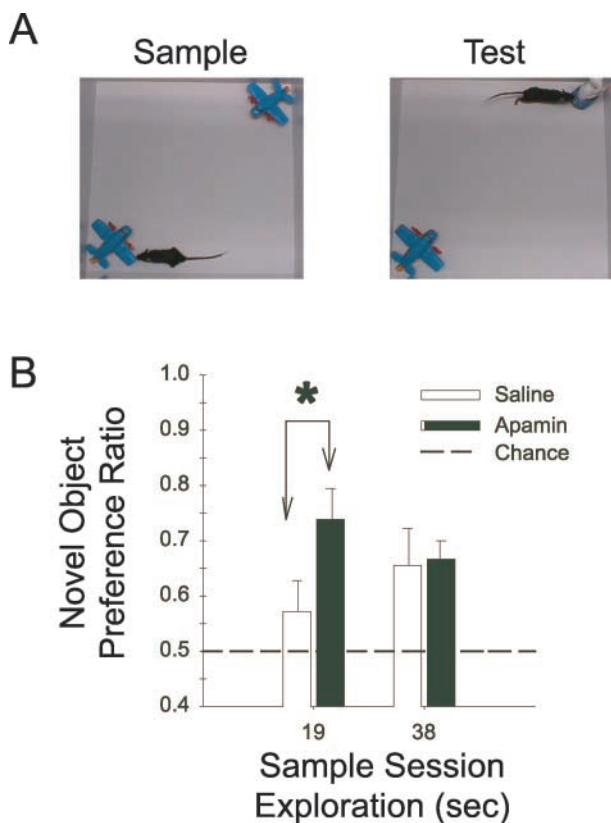 A
Sample
Test
B
Novel Object
Preference Ratio
1.0
0.9
0.8
0.7
0.6
0.5
0.4
*
Saline
Apamin
Chance
19
38
Sample Session
Exploration (sec)